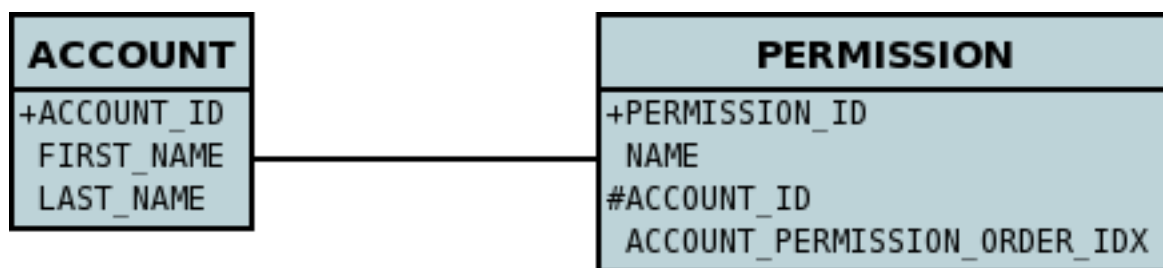 ACCOUNT
+ACCOUNT_ID
FIRST_NAME
LAST_NAME
PERMISSION
+PERMISSION_ID
NAME
#ACCOUNT_ID
ACCOUNT_PERMISSION_ORDER_IDX